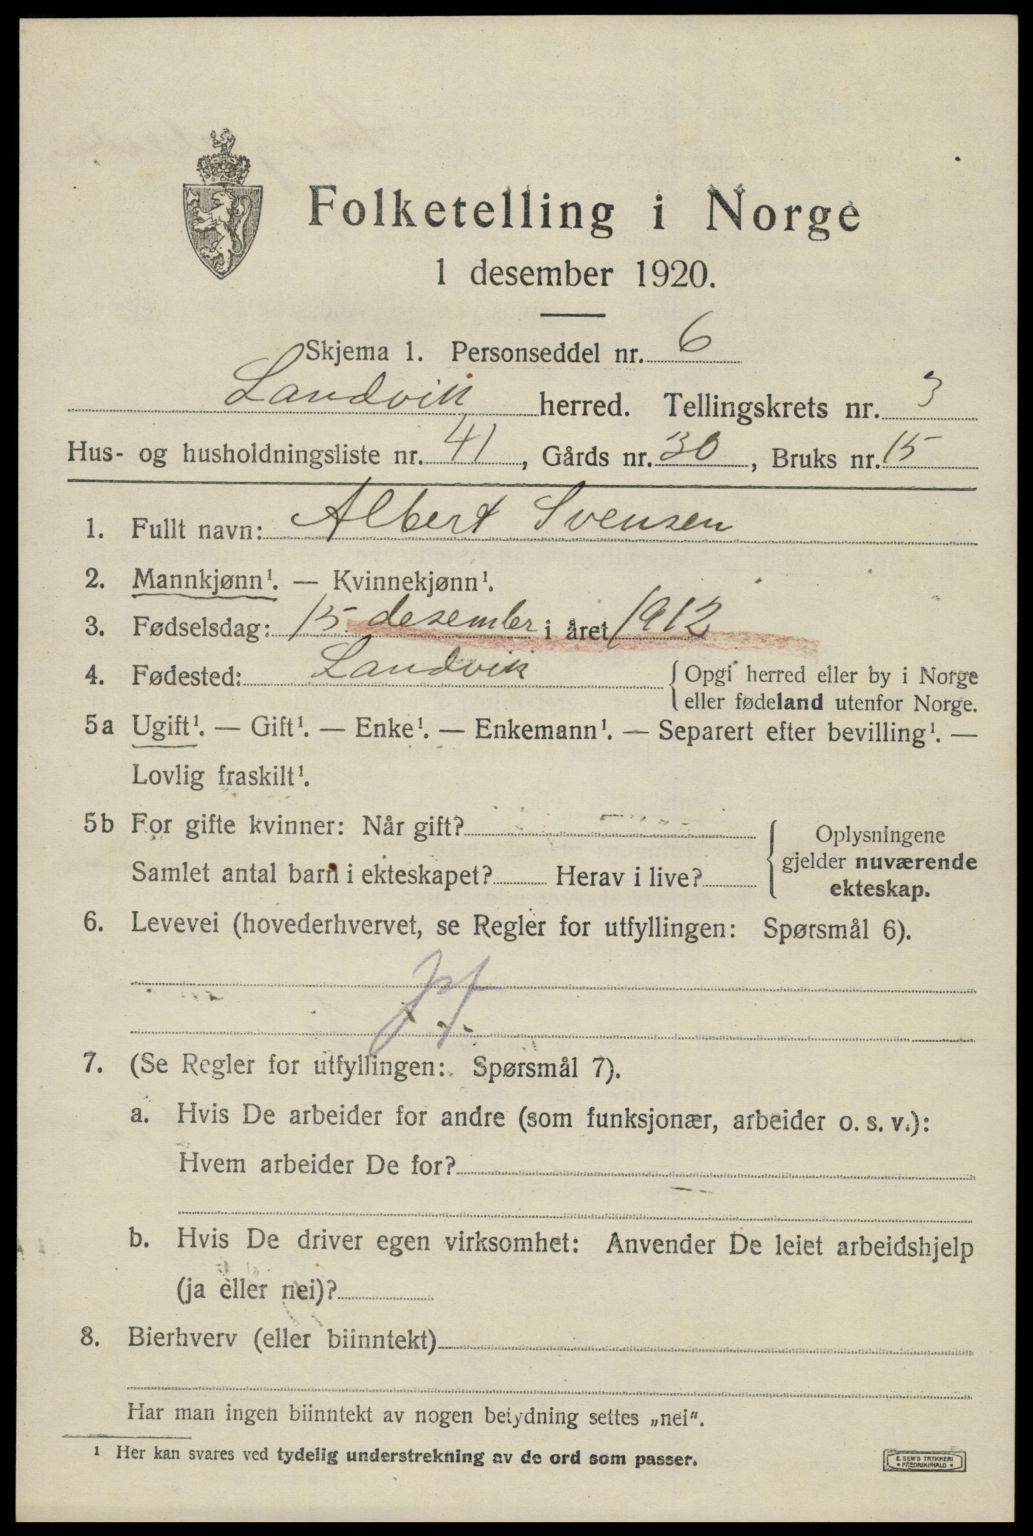 Folketelling i Norge
1 desember 1920.
Skjema 1. Personseddel nr. 6
Landvik herred. Tellingskrets nr. 3
Hus- og husholdningsliste nr. 41, Gårds nr. 30, Bruks nr. 15
1. Fullt navn: Albert Svensen
2. Mannkjønn¹. — Kvinnekjønn¹.
3. Fødselsdag: 15 desember i året 1912
4. Fødested: Landvik { Opgi herred eller by i Norge
eller fødeland utenfor Norge.
5a Ugift¹. — Gift¹. — Enke¹. — Enkemann¹. — Separert efter bevilling¹. —
Lovlig fraskilt¹.
5b For gifte kvinner: Når gift?
Samlet antal barn i ekteskapet? Herav i live?
{ Oplysningene
gjelder nuværende
ekteskap.
6. Levevei (hovederhvervet, se Regler for utfyllingen: Spørsmål 6).
7. (Se Regler for utfyllingen: Spørsmål 7).
a. Hvis De arbeider for andre (som funksjonær, arbeider o. s. v.):
Hvem arbeider De for?
b. Hvis De driver egen virksomhet: Anvender De leiet arbeidshjelp
(ja eller nei)?
8. Bierhverv (eller biinntekt)
Har man ingen biinntekt av nogen betydning settes „nei".
¹ Her kan svares ved tydelig understrekning av de ord som passer.
E. SEM'S TRYKKERI
• FREDRIKSHALD •